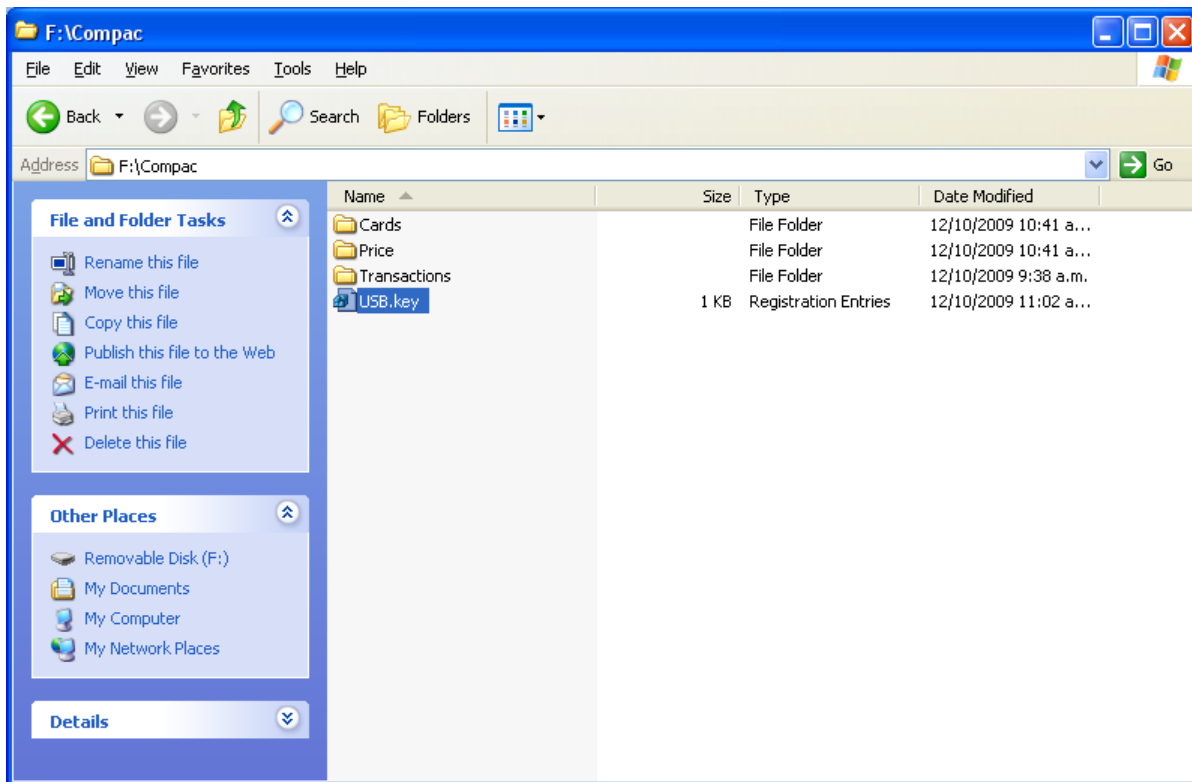 F:\Compac
File Edit View Favorites Tools Help
Back Search Folders
Address F:\Compac Go
File and Folder Tasks
Rename this file
Move this file
Copy this file
Publish this file to the Web
E-mail this file
Print this file
Delete this file
Other Places
Removable Disk (F:)
My Documents
My Computer
My Network Places
Details
Name Size Type Date Modified
Cards File Folder 12/10/2009 10:41 a...
Price File Folder 12/10/2009 10:41 a...
Transactions File Folder 12/10/2009 9:38 a.m.
USB.key 1 KB Registration Entries 12/10/2009 11:02 a...